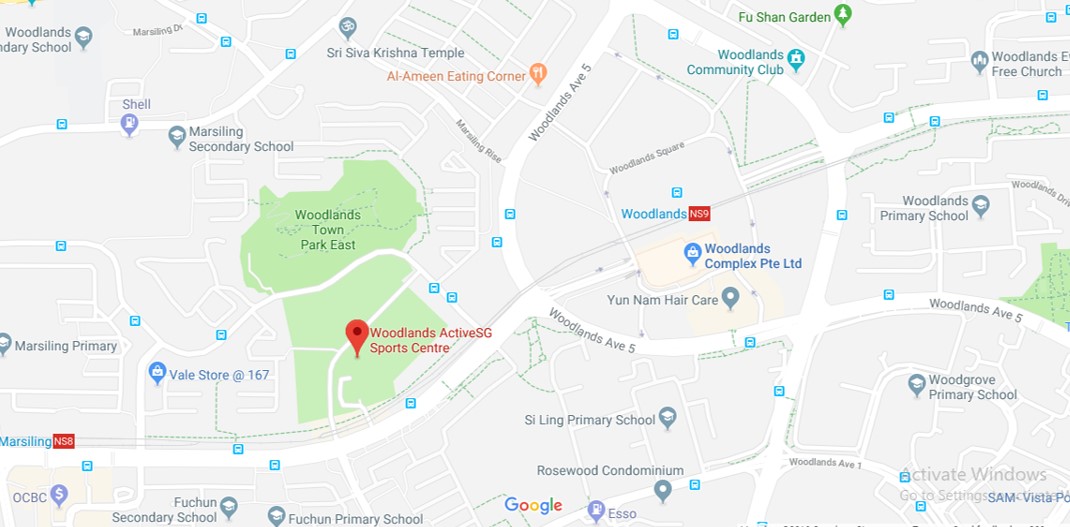 Fu Shan Garden
Woodlands
Marsiling Dr
Sri Siva Krishna Temple
Woodlands
Community Club
Woodlands E
Free Church
School
Al-Ameen Eating Corner
Woodlands Ave 5
Shell
Marsiling
Secondary School
Marsiling Rise
Woodlands Square
Woodlands
Town
Park East
Woodlands NS9
Woodlands
Primary School
Woodlands
Complex Pte Ltd
Yun Nam Hair Care
Woodlands Ave 5
Woodlands Ave 5
Woodlands ActiveSG
Sports Centre
Marsiling Primary
Vale Store @ 167
Woodgrove
Primary School
Si Ling Primary School
Marsiling NS8
Woodlands Ave 1
Rosewood Condominium
Activate Windows
Go to Settings
SAM- Vista Po
OCBC
Fuchun
Secondary School
Fuchun Primary School
Google
Esso